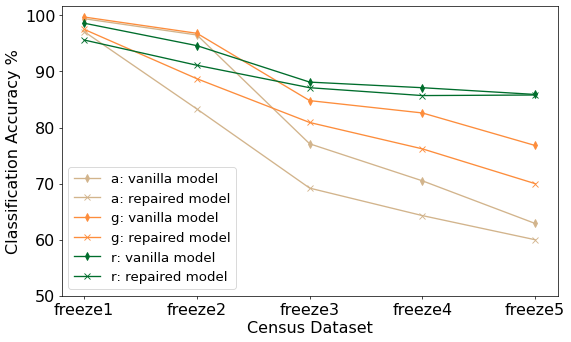 Classification Accuracy %
100
90
80
70
60
50
a: vanilla model
a: repaired model
g: vanilla model
g: repaired model
r: vanilla model
r: repaired model
freeze1 freeze2 freeze3 freeze4 freeze5
Census Dataset